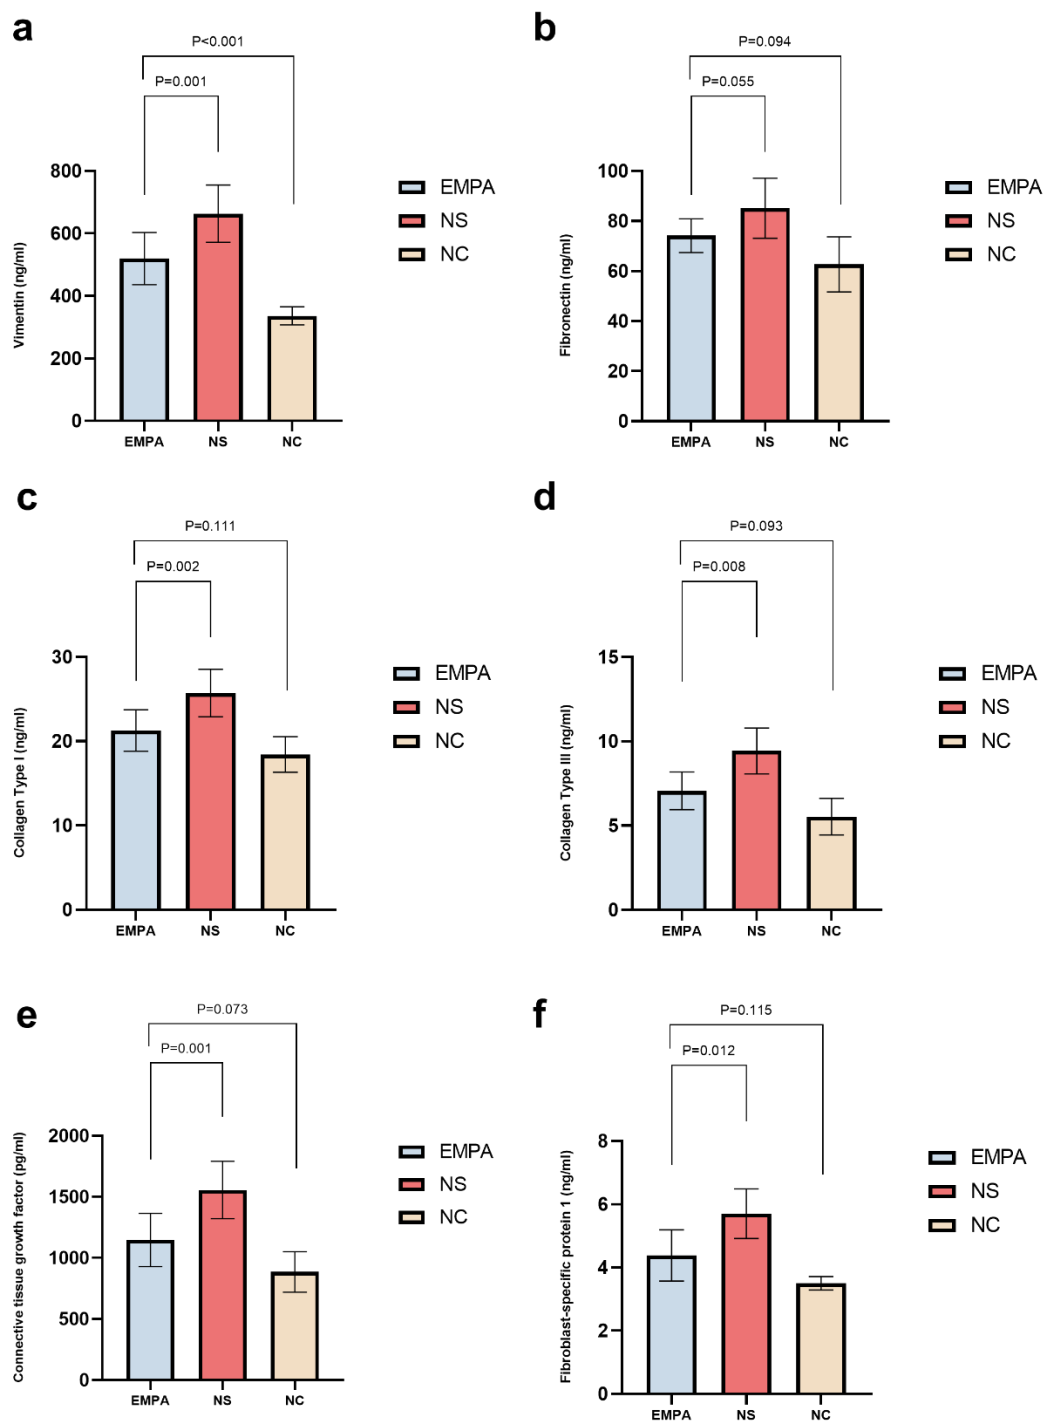 a
P<0.001
P=0.001
800
600
400
200
0
Vimentin (ng/ml)
EMPA
NS
NC
EMPA
NS
NC
b
P=0.094
P=0.055
100
80
60
40
20
0
Fibronectin (ng/ml)
EMPA
NS
NC
EMPA
NS
NC
c
P=0.111
P=0.002
30
20
10
0
Collagen Type I (ng/ml)
EMPA
NS
NC
EMPA
NS
NC
d
P=0.093
P=0.008
15
10
5
0
Collagen Type III (ng/ml)
EMPA
NS
NC
EMPA
NS
NC
e
P=0.073
P=0.001
2000
1500
1000
500
0
Connective tissue growth factor (pg/ml)
EMPA
NS
NC
EMPA
NS
NC
f
P=0.115
P=0.012
8
6
4
2
0
Fibroblast-specific protein 1 (ng/ml)
EMPA
NS
NC
EMPA
NS
NC